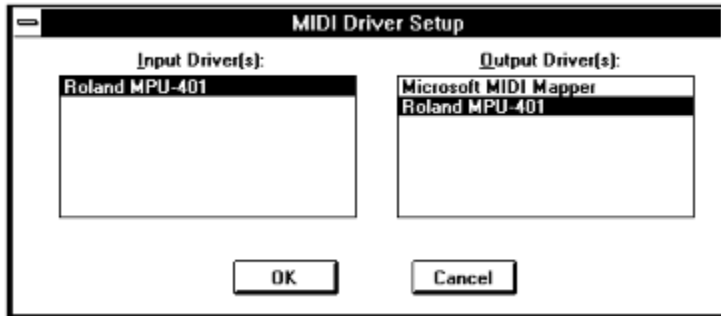 MIDI Driver Setup
Input Driver(s):
Roland MPU-401
Output Driver(s):
Microsoft MIDI Mapper
Roland MPU-401
OK
Cancel